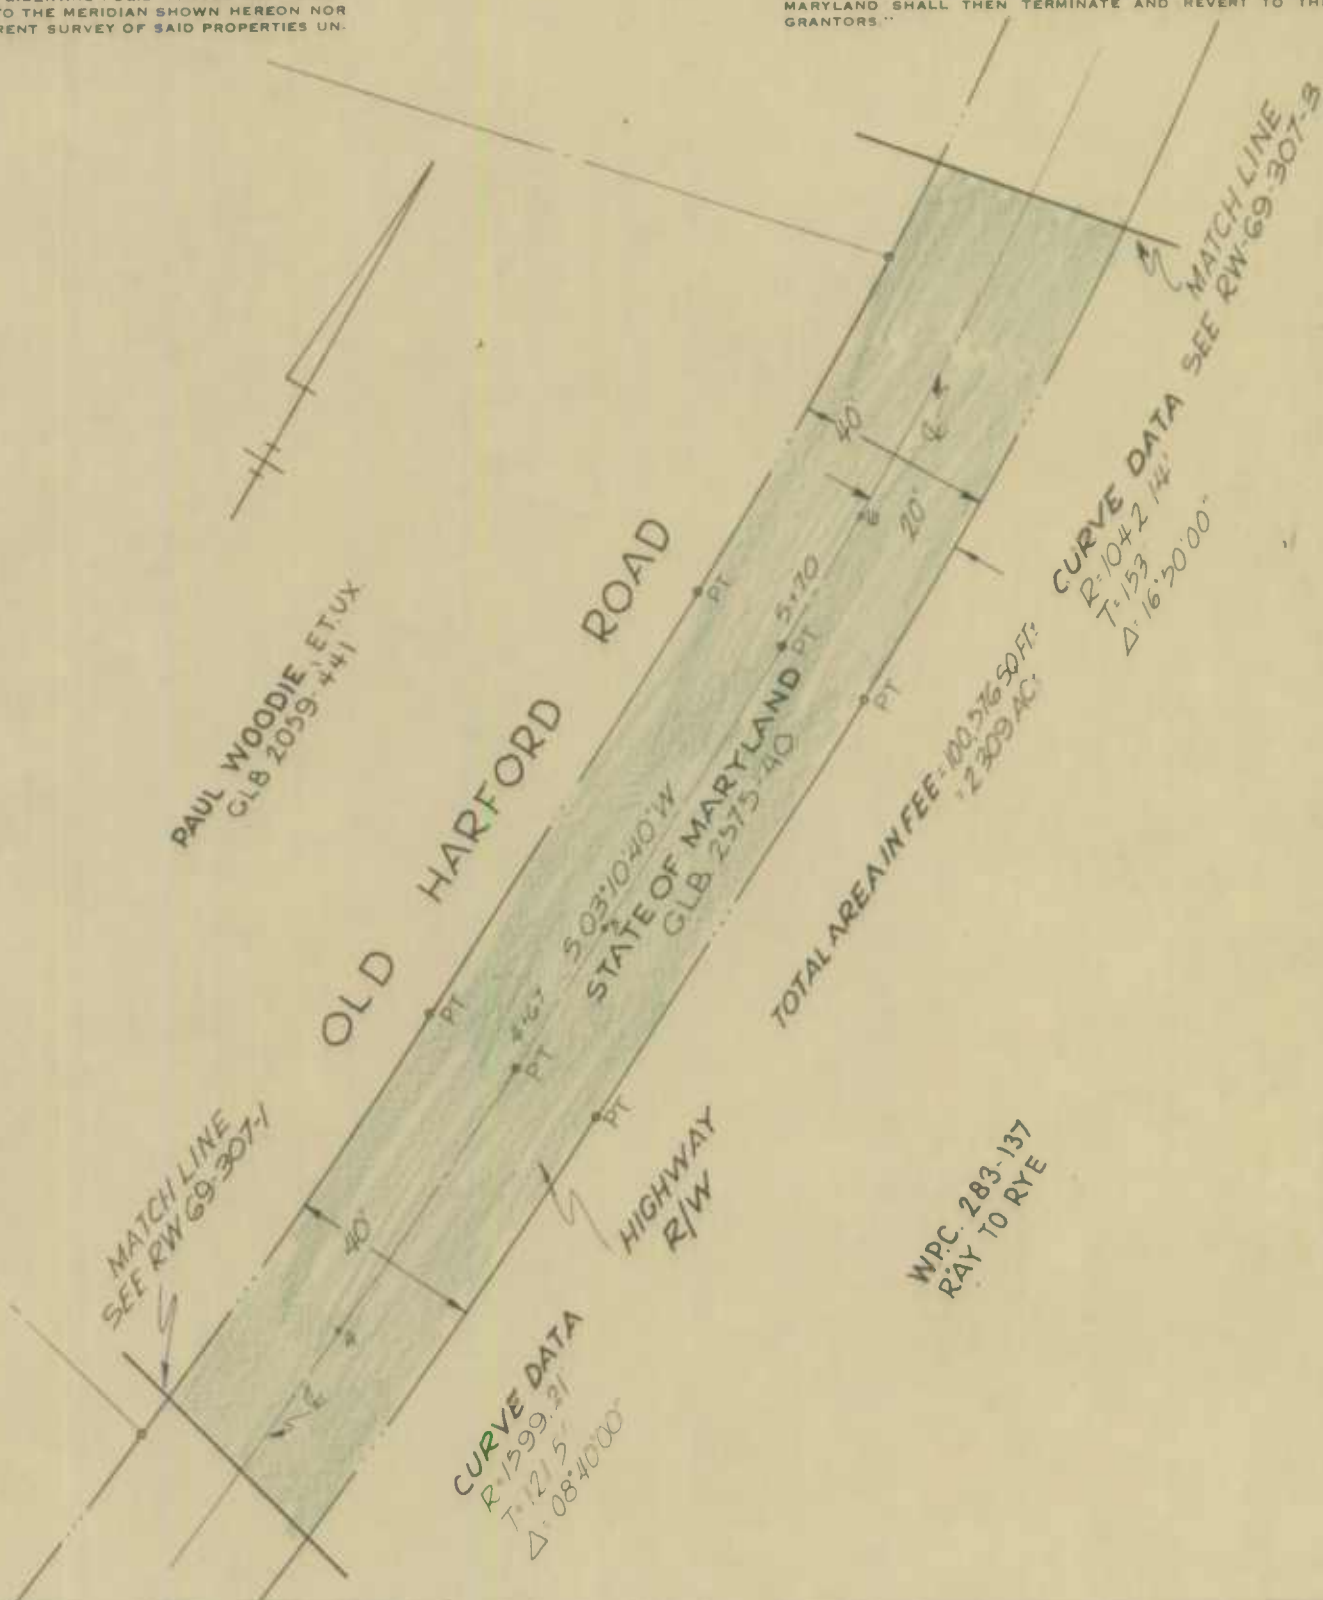 TO THE MERIDIAN SHOWN HEREON NOR
RENT SURVEY OF SAID PROPERTIES UN-
MARYLAND SHALL THEN TERMINATE AND REVERT TO
GRANTORS."
MATCH LINE
SEE RW-69-307-3
CURVE DATA
R=1042.14'
T=153
Δ=16°50'00"
40'
20'
6
PT
5+70
PT
PT
PAUL WOODIE, ET.UX
GLB 2059-441
OLD HARFORD ROAD
S03°10'40"W
STATE OF MARYLAND
GLB 2575-40
TOTAL AREA IN FEE=100,576 SQ.FT.±
=2.309 AC.±
PT
4+67
PT
PT
HIGHWAY
R/W
MATCH LINE
SEE RW 69-307-1
40'
4
W.P.C. 283-137
RAY TO RYE
CURVE DATA
R=1599.21'
T=121.5
Δ=08°40'00"